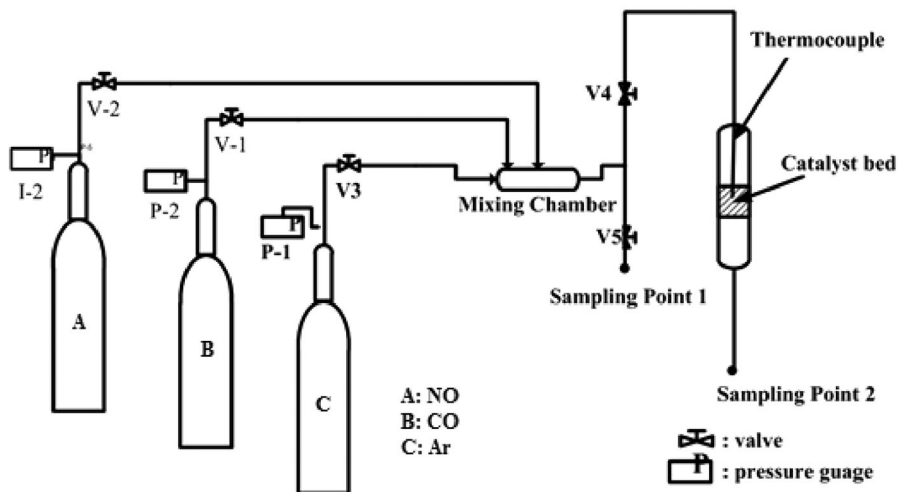 Thermocouple
V-2
V4
V-1
P
P-6
Catalyst bed
I-2
P
V3
P-2
Mixing Chamber
P
P-1
V5
Sampling Point 1
A
B
C
A: NO
B: CO
C: Ar
Sampling Point 2
: valve
P : pressure guage